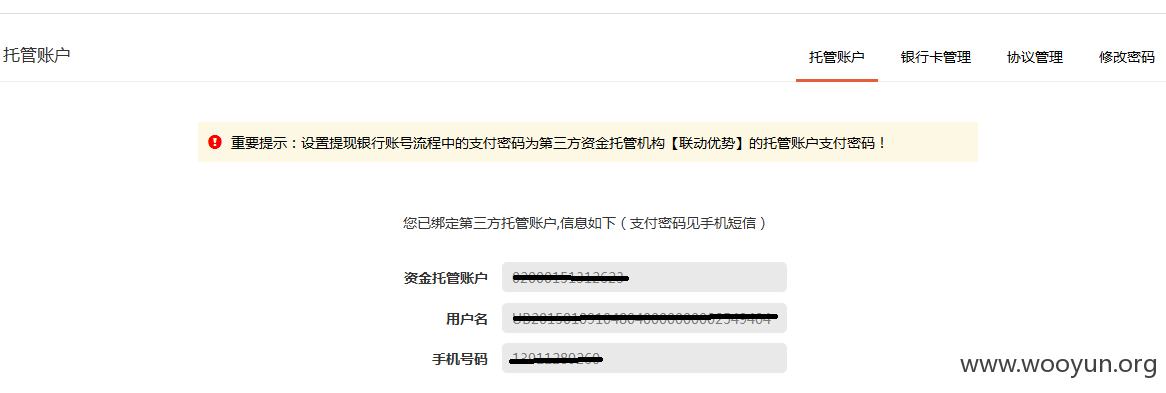 托管账户
托管账户 银行卡管理 协议管理 修改密码
重要提示：设置提现银行账号流程中的支付密码为第三方资金托管机构【联动优势】的托管账户支付密码！
您已绑定第三方托管账户,信息如下（支付密码见手机短信）
资金托管账户
用户名
手机号码
www.wooyun.org